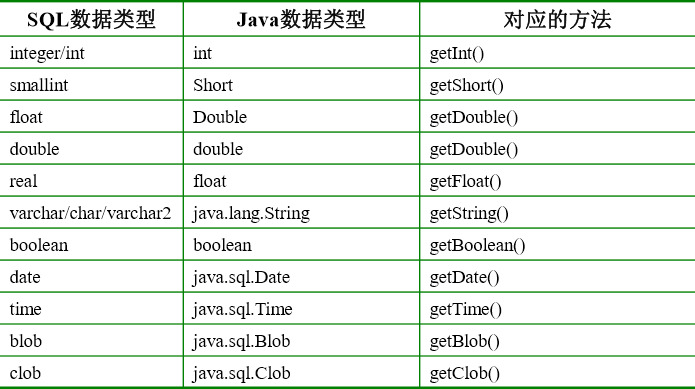 SQL数据类型 Java数据类型 对应的方法
integer/int int getInt()
smallint Short getShort()
float Double getDouble()
double double getDouble()
real float getFloat()
varchar/char/varchar2 java.lang.String getString()
boolean boolean getBoolean()
date java.sql.Date getDate()
time java.sql.Time getTime()
blob java.sql.Blob getBlob()
clob java.sql.Clob getClob()